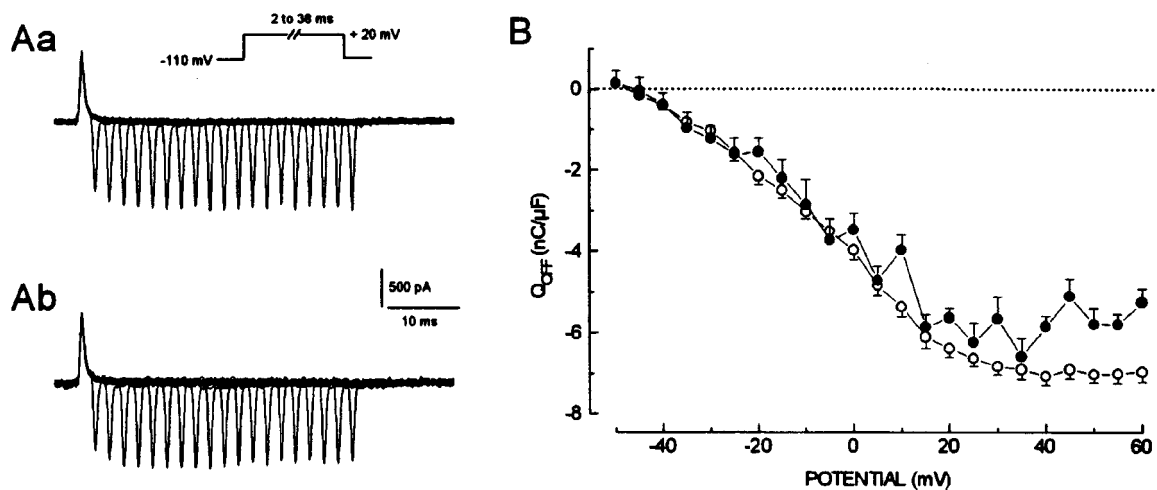 Aa
2 to 38 ms
-110 mV
+ 20 mV
Ab
500 pA
10 ms
B
0
-2
-4
-6
-8
Q_OFF (nC/µF)
-40 -20 0 20 40 60
POTENTIAL (mV)